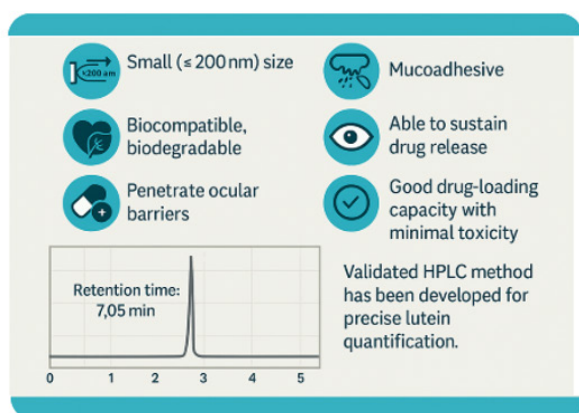 <200 am
Small (≤ 200 nm) size
Mucoadhesive
Biocompatible,
biodegradable
Able to sustain
drug release
Penetrate ocular
barriers
Good drug-loading
capacity with
minimal toxicity
Retention time:
7,05 min
0 1 2 3 4 5
Validated HPLC method
has been developed for
precise lutein
quantification.